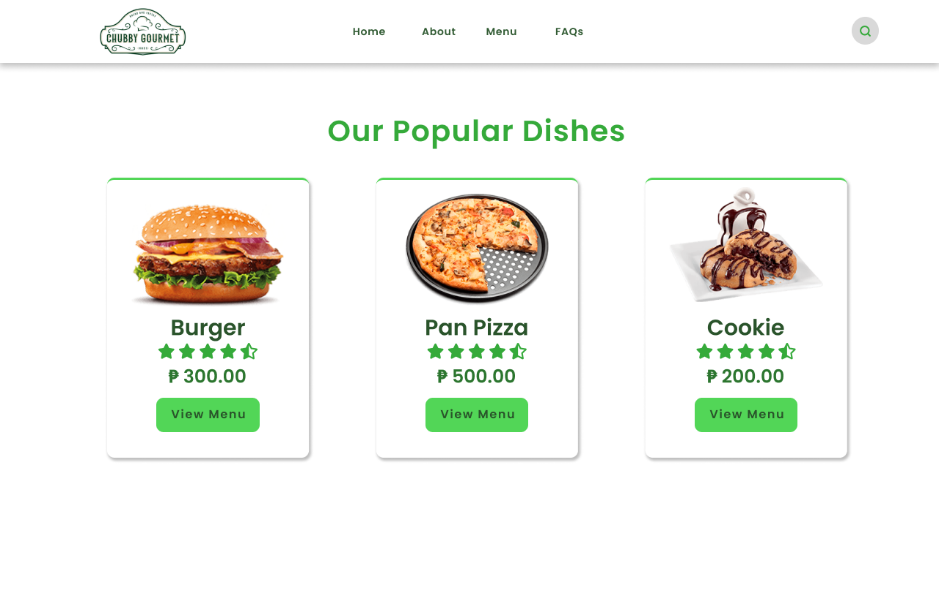 CHUBBY GOURMET
Home About Menu FAQs
Our Popular Dishes
Burger
₱ 300.00
View Menu
Pan Pizza
₱ 500.00
View Menu
Cookie
₱ 200.00
View Menu